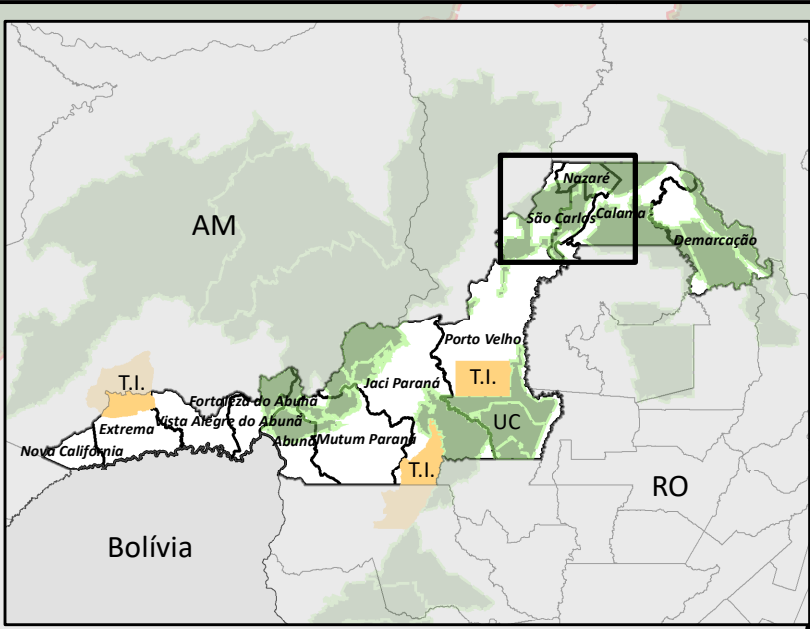 Nazaré
AM
São Carlos
Calama
Demarcação
Porto Velho
T.I.
T.I.
Jaci Paraná
Fortaleza do Abunã
Vista Alegre do Abunã
UC
Extrema
Abunã
Mutum Paraná
Nova Califórnia
T.I.
RO
Bolívia